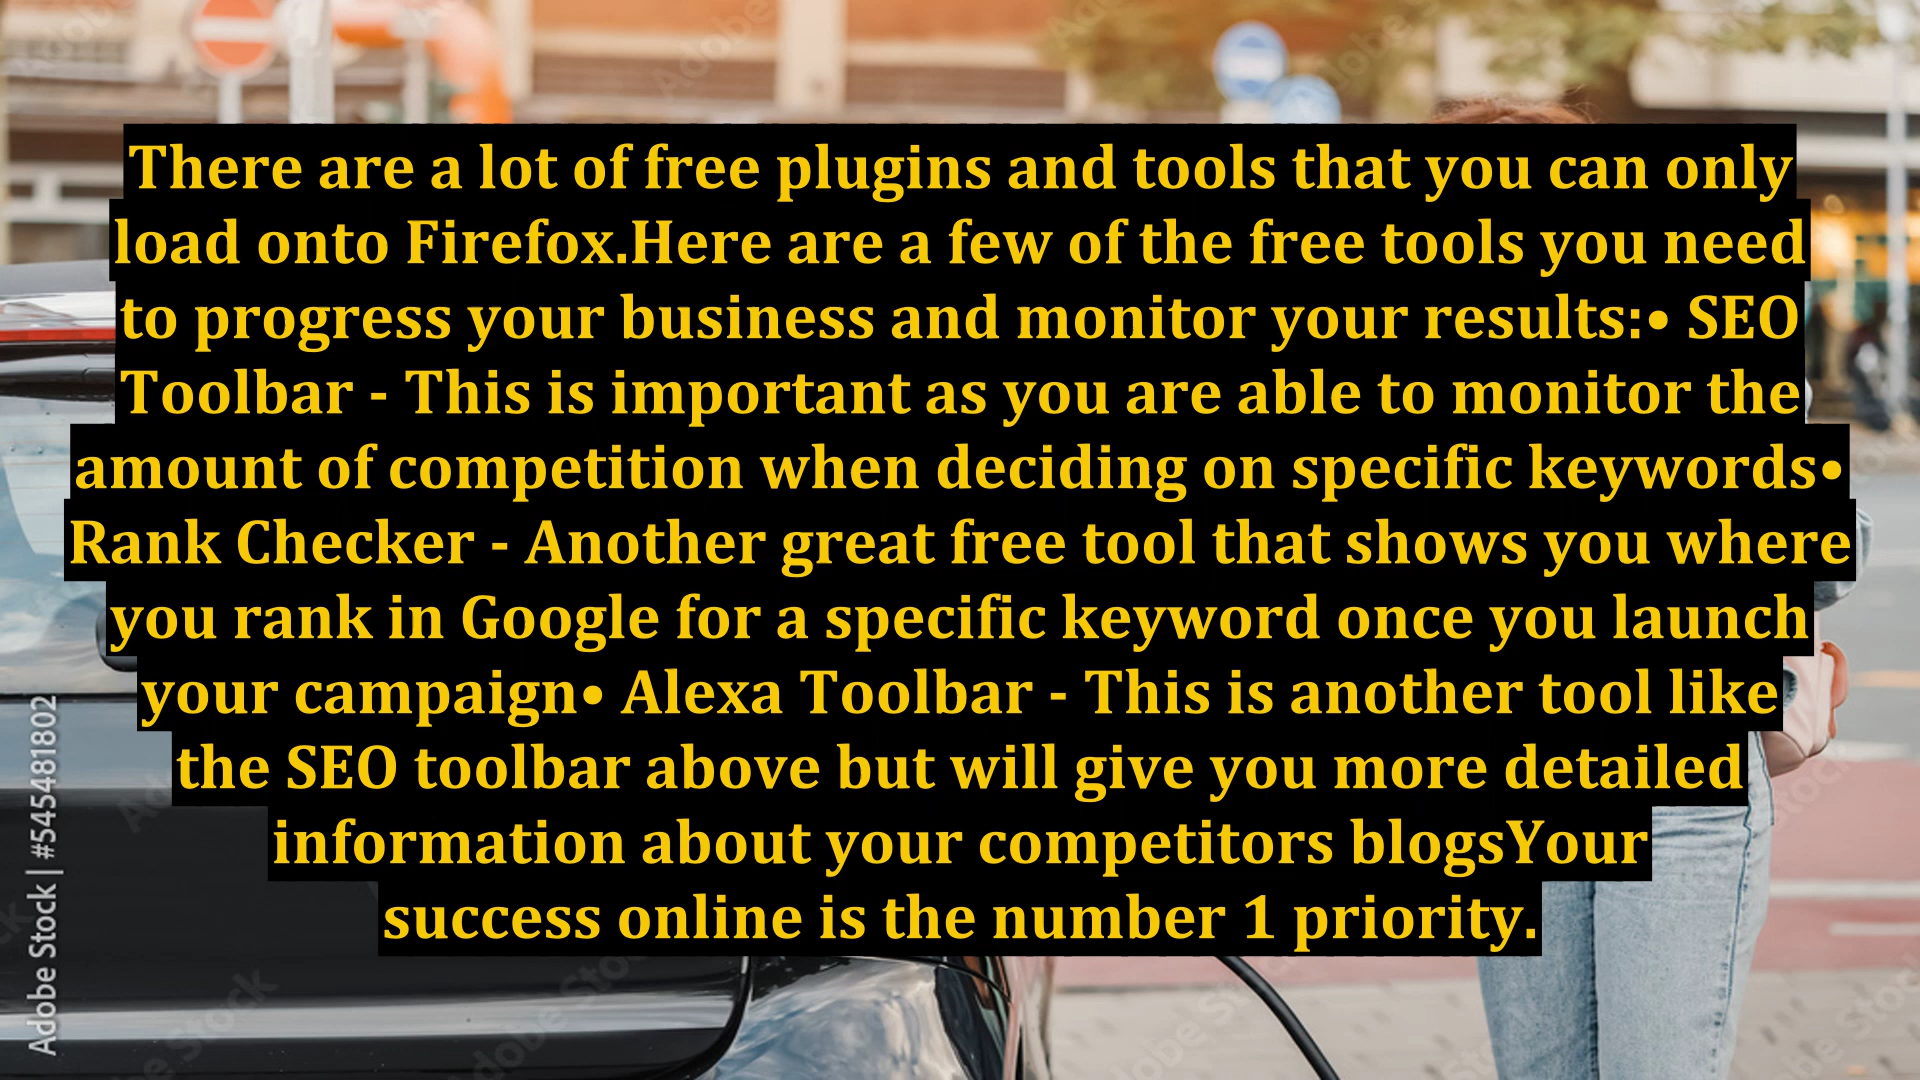 There are a lot of free plugins and tools that you can only
load onto Firefox.Here are a few of the free tools you need
to progress your business and monitor your results:• SEO
Toolbar - This is important as you are able to monitor the
amount of competition when deciding on specific keywords•
Rank Checker - Another great free tool that shows you where
you rank in Google for a specific keyword once you launch
your campaign• Alexa Toolbar - This is another tool like
the SEO toolbar above but will give you more detailed
information about your competitors blogsYour
success online is the number 1 priority.
Adobe Stock | #545481802